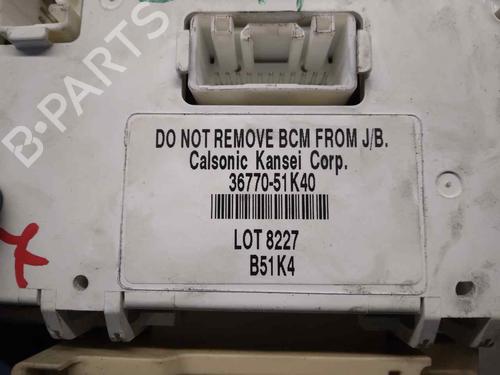 B-PARTS
DO NOT REMOVE BCM FROM J/B.
Calsonic Kansei Corp.
36770-51K40
LOT 8227
B51K4
X